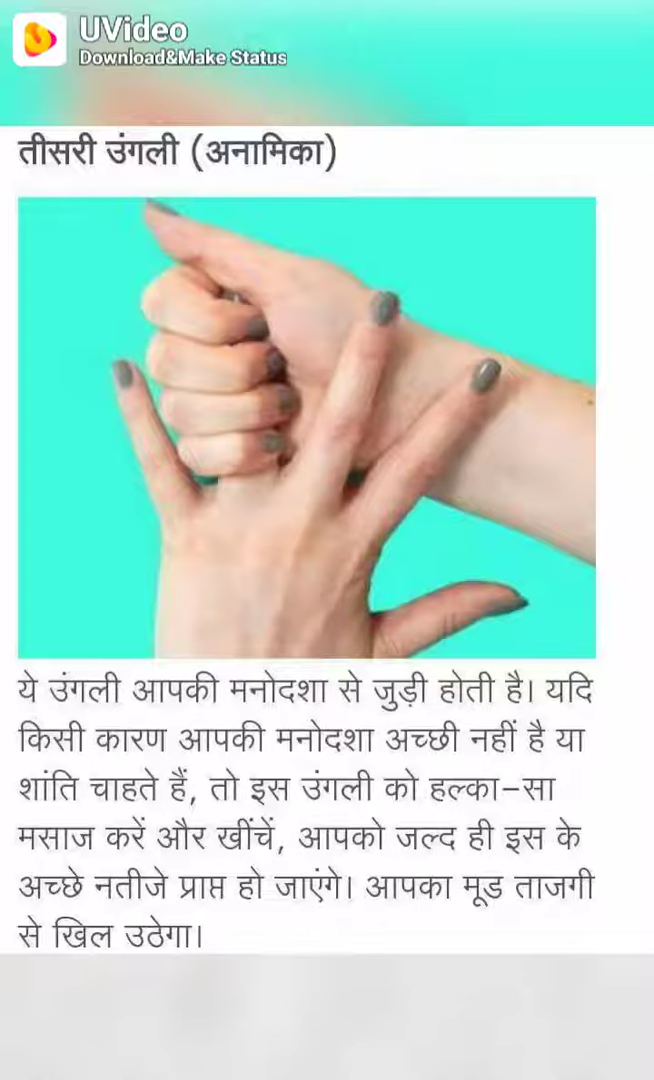 UVideo
Download&Make Status
तीसरी उंगली (अनामिका)
ये उंगली आपकी मनोदशा से जुड़ी होती है। यदि
किसी कारण आपकी मनोदशा अच्छी नहीं है या
शांति चाहते हैं, तो इस उंगली को हल्का-सा
मसाज करें और खींचें, आपको जल्द ही इस के
अच्छे नतीजे प्राप्त हो जाएंगे। आपका मूड ताजगी
से खिल उठेगा।